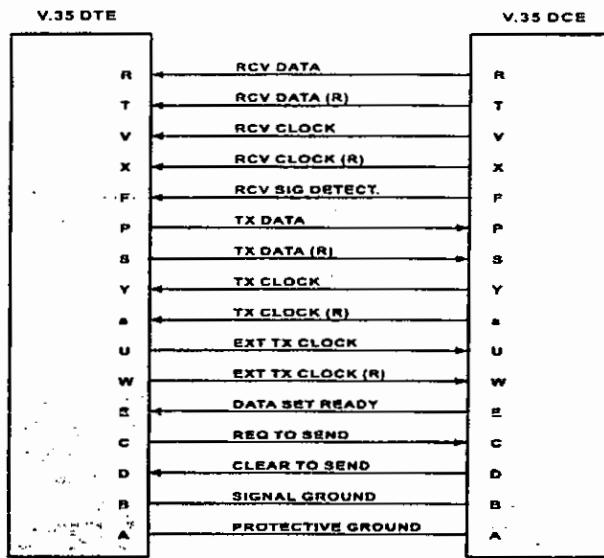 V.35 DTE V.35 DCE
R RCV DATA R
T RCV DATA (R) T
V RCV CLOCK V
X RCV CLOCK (R) X
F RCV SIG DETECT. F
P TX DATA P
S TX DATA (R) S
Y TX CLOCK Y
a TX CLOCK (R) a
U EXT TX CLOCK U
W EXT TX CLOCK (R) W
E DATA SET READY E
C REQ TO SEND C
D CLEAR TO SEND D
B SIGNAL GROUND B
A PROTECTIVE GROUND A